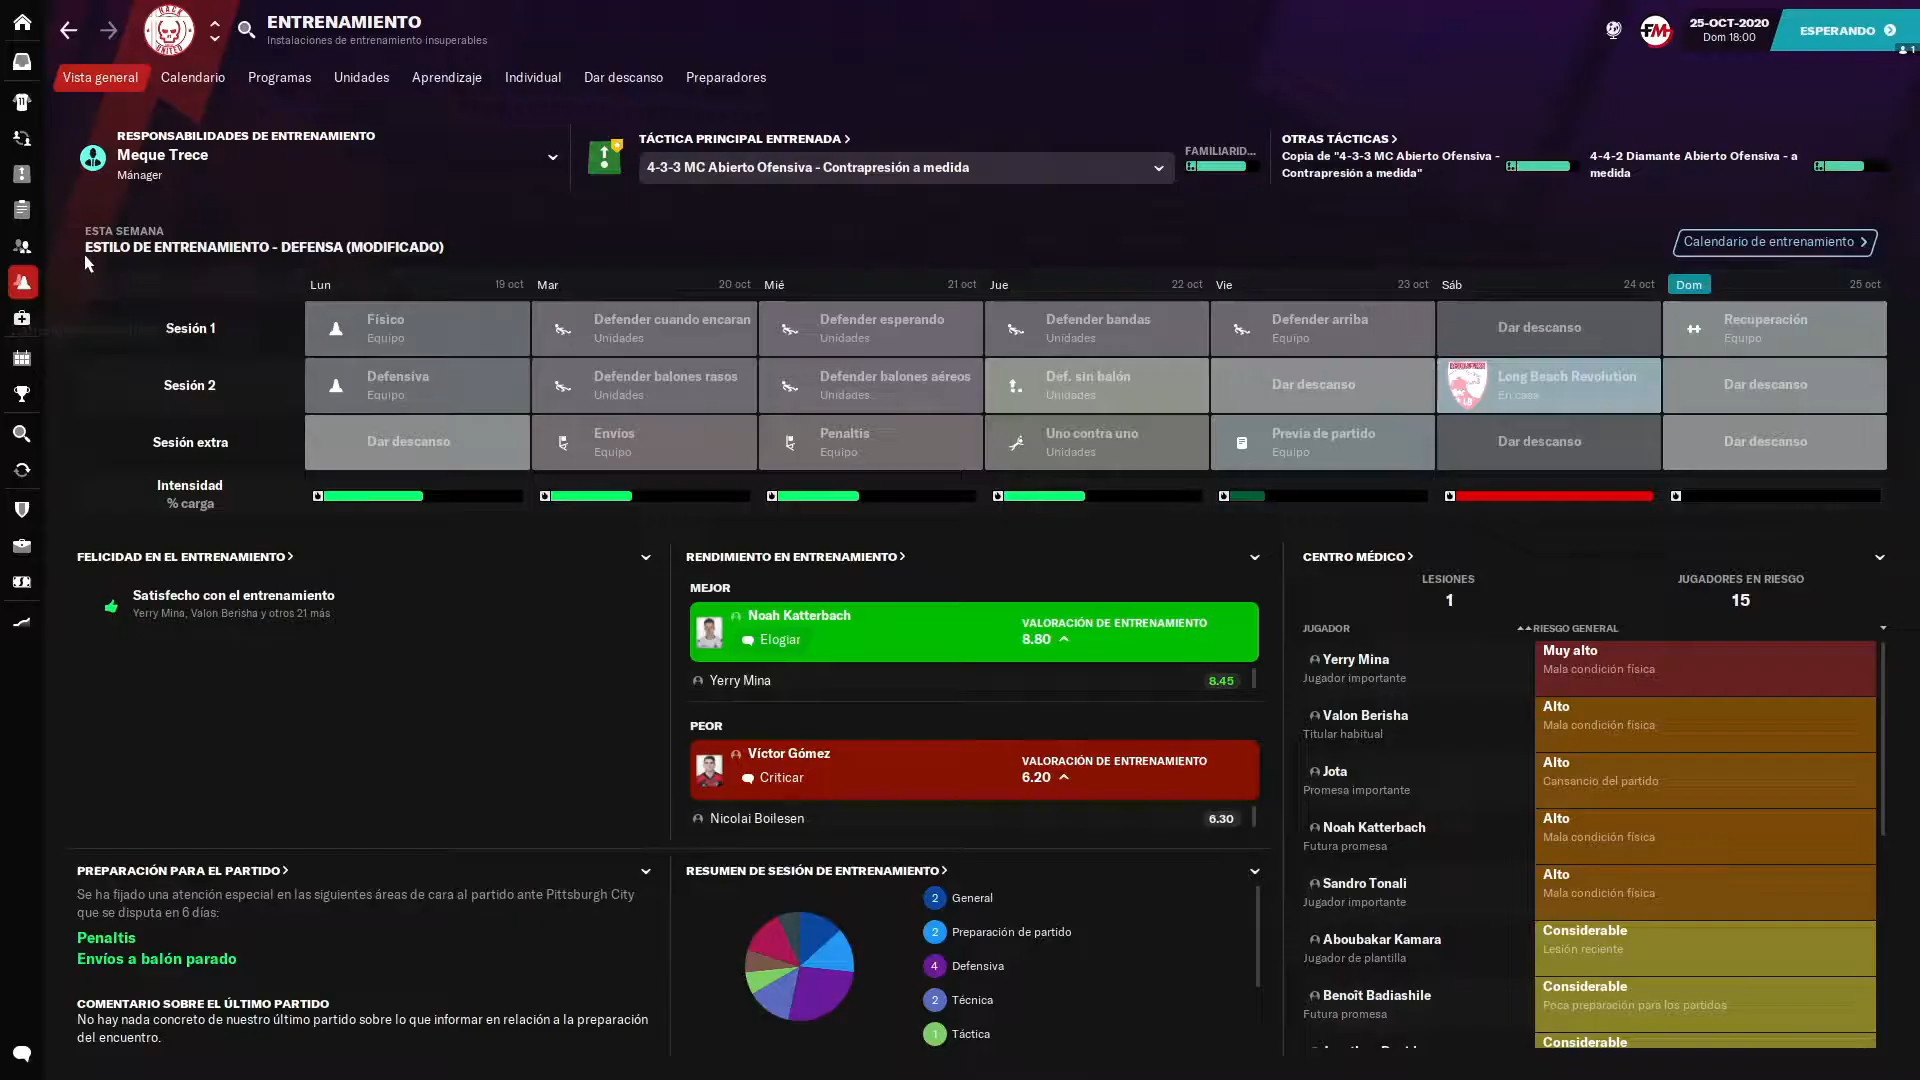 ENTRENAMIENTO
Instalaciones de entrenamiento insuperables
25-OCT-2020
Dom 18:00
ESPERANDO
1
Vista general
Calendario
Programas
Unidades
Aprendizaje
Individual
Dar descanso
Preparadores
RESPONSABILIDADES DE ENTRENAMIENTO
Meque Trece
Mánager
TÁCTICA PRINCIPAL ENTRENADA
4-3-3 MC Abierto Ofensiva - Contrapresión a medida
FAMILIARID...
OTRAS TÁCTICAS
Copia de "4-3-3 MC Abierto Ofensiva -
Contrapresión a medida"
4-4-2 Diamante Abierto Ofensiva - a
medida
ESTA SEMANA
ESTILO DE ENTRENAMIENTO - DEFENSA (MODIFICADO)
Calendario de entrenamiento
Lun 19 oct
Mar 20 oct
Mié 21 oct
Jue 22 oct
Vie 23 oct
Sáb 24 oct
Dom 25 oct
Sesión 1
Físico
Equipo
Defender cuando encaran
Unidades
Defender esperando
Unidades
Defender bandas
Unidades
Defender arriba
Equipo
Dar descanso
Recuperación
Equipo
Sesión 2
Defensiva
Equipo
Defender balones rasos
Unidades
Defender balones aéreos
Unidades
Def. sin balón
Unidades
Dar descanso
Long Beach Revolution
En casa
Dar descanso
Sesión extra
Dar descanso
Envíos
Equipo
Penaltis
Equipo
Uno contra uno
Unidades
Previa de partido
Equipo
Dar descanso
Dar descanso
Intensidad
% carga
FELICIDAD EN EL ENTRENAMIENTO
Satisfecho con el entrenamiento
Yerry Mina, Valon Berisha y otros 21 más
RENDIMIENTO EN ENTRENAMIENTO
MEJOR
Noah Katterbach
Elogiar
VALORACIÓN DE ENTRENAMIENTO
8.80
Yerry Mina
8.45
PEOR
Víctor Gómez
Criticar
VALORACIÓN DE ENTRENAMIENTO
6.20
Nicolai Boilesen
6.30
CENTRO MÉDICO
LESIONES
1
JUGADORES EN RIESGO
15
JUGADOR
RIESGO GENERAL
Yerry Mina
Jugador importante
Muy alto
Mala condición física
Valon Berisha
Titular habitual
Alto
Mala condición física
Jota
Promesa importante
Alto
Cansancio del partido
Noah Katterbach
Futura promesa
Alto
Mala condición física
Sandro Tonali
Jugador importante
Alto
Mala condición física
Aboubakar Kamara
Jugador de plantilla
Considerable
Lesión reciente
Benoît Badiashile
Futura promesa
Considerable
Poca preparación para los partidos
Considerable
PREPARACIÓN PARA EL PARTIDO
Se ha fijado una atención especial en las siguientes áreas de cara al partido ante Pittsburgh City
que se disputa en 6 días:
Penaltis
Envíos a balón parado
COMENTARIO SOBRE EL ÚLTIMO PARTIDO
No hay nada concreto de nuestro último partido sobre lo que informar en relación a la preparación
del encuentro.
RESUMEN DE SESIÓN DE ENTRENAMIENTO
2 General
2 Preparación de partido
4 Defensiva
2 Técnica
1 Táctica